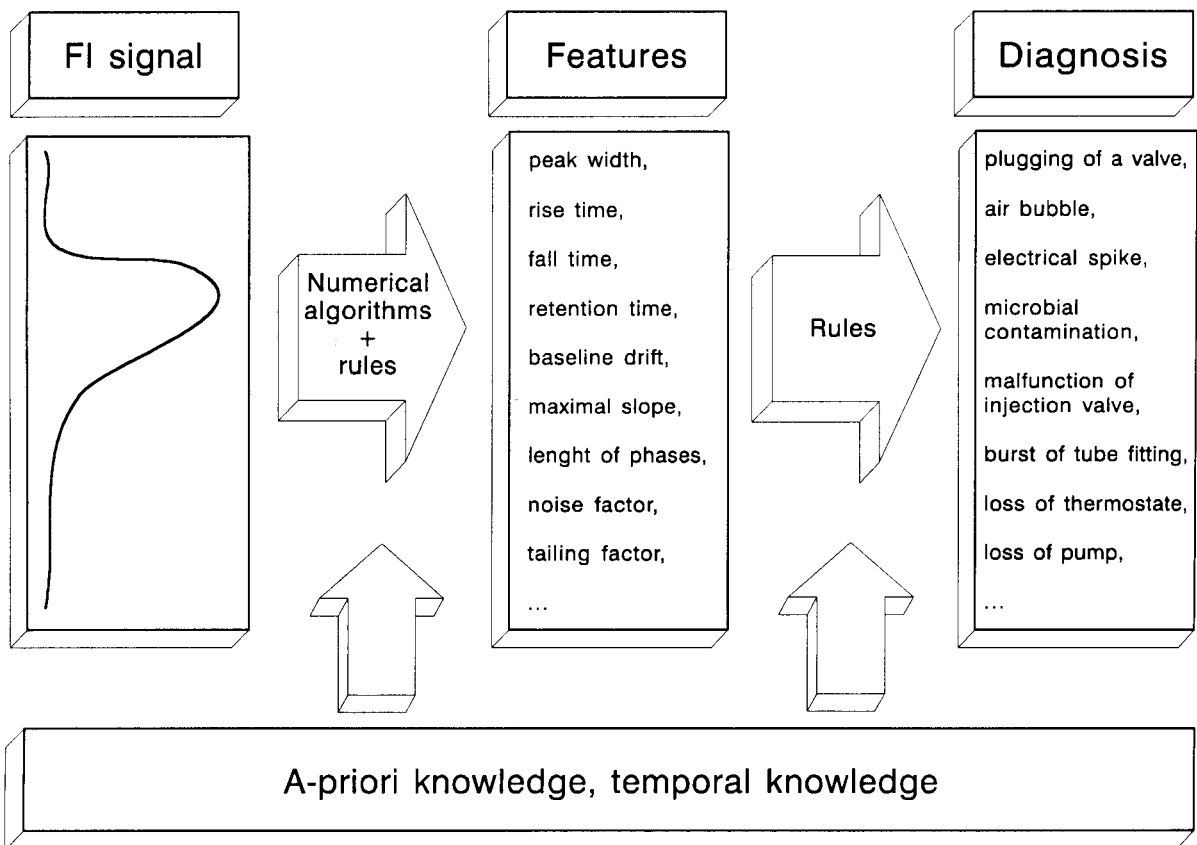 FI signal
Features
Diagnosis
Numerical
algorithms
+
rules
peak width,
rise time,
fall time,
retention time,
baseline drift,
maximal slope,
lenght of phases,
noise factor,
tailing factor,
...
Rules
plugging of a valve,
air bubble,
electrical spike,
microbial
contamination,
malfunction of
injection valve,
burst of tube fitting,
loss of thermostate,
loss of pump,
...
A-priori knowledge, temporal knowledge